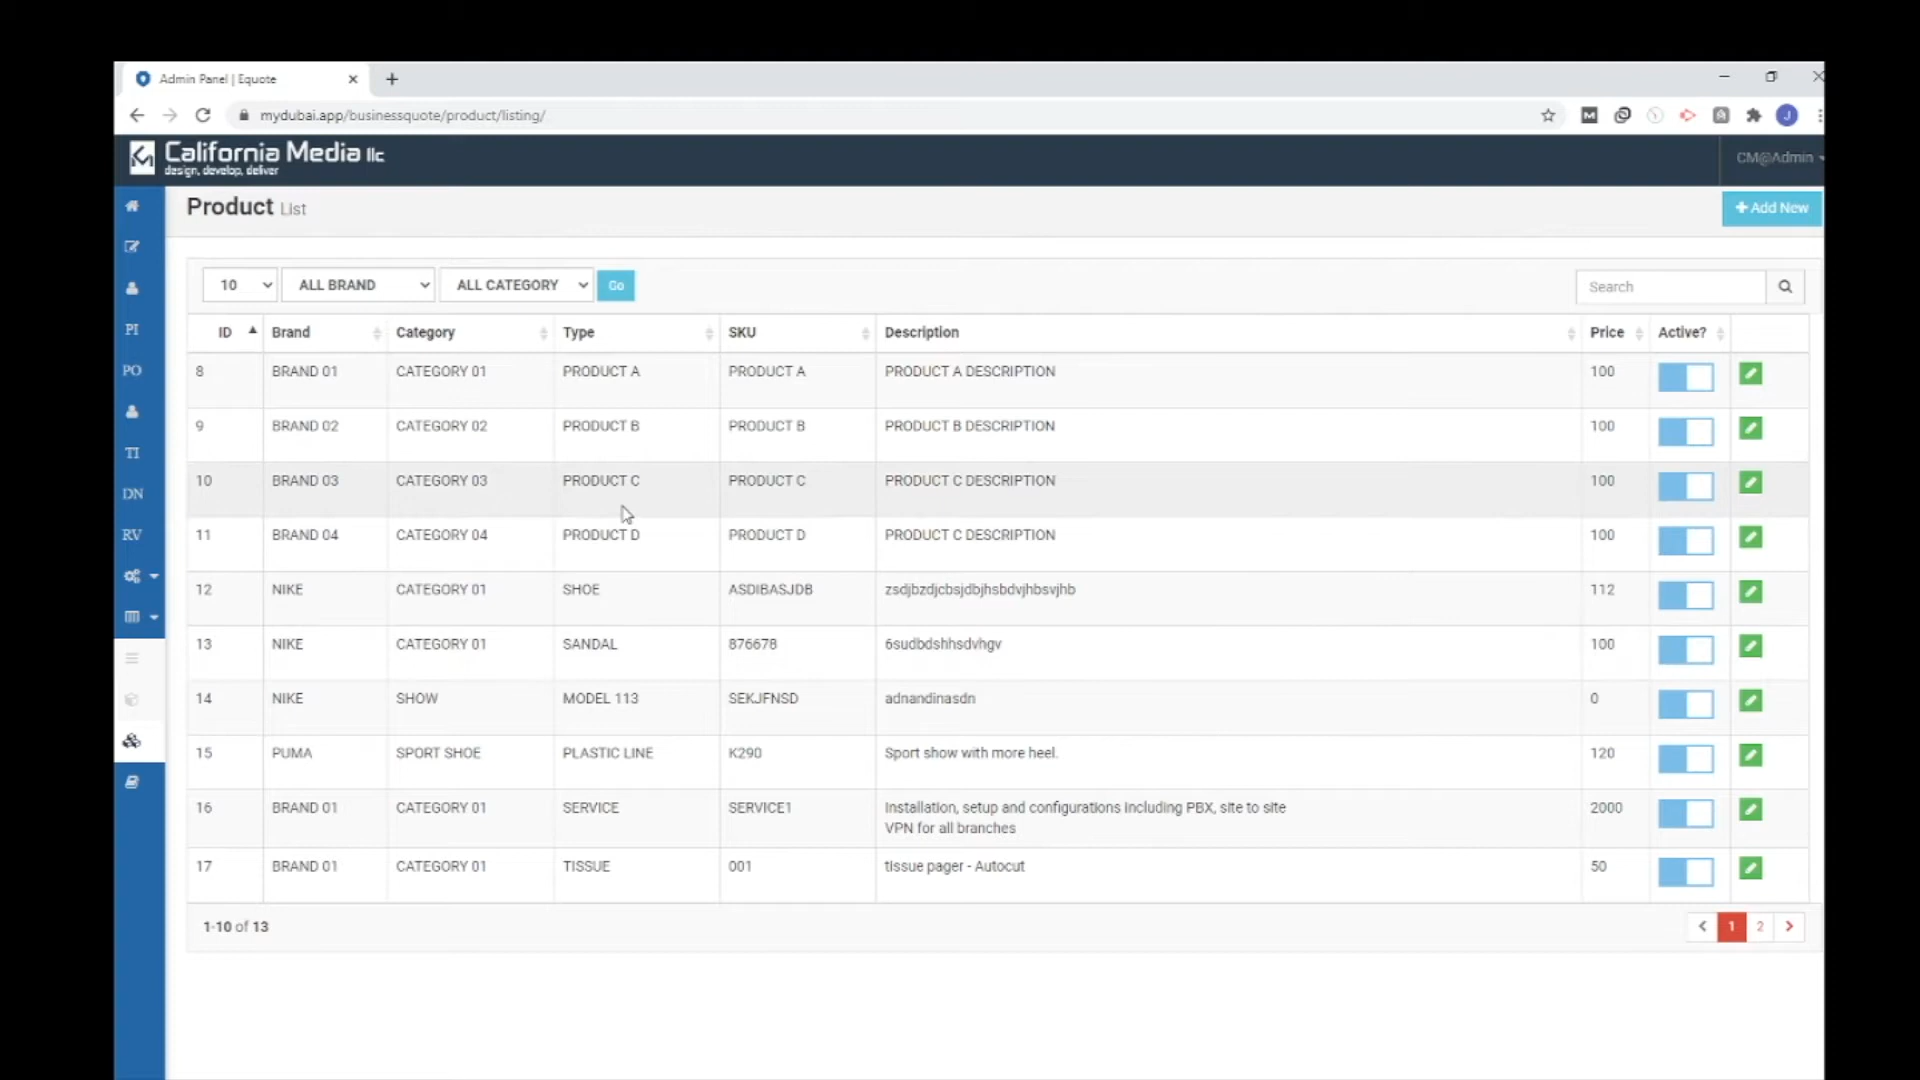 Admin Panel | Equote
mydubai.app/businessquote/product/listing/
J
California Media llc
design, develop, deliver
CM@Admin
Product List
+ Add New
10 ALL BRAND ALL CATEGORY Go Search
ID Brand Category Type SKU Description Price Active?
8 BRAND 01 CATEGORY 01 PRODUCT A PRODUCT A PRODUCT A DESCRIPTION 100
9 BRAND 02 CATEGORY 02 PRODUCT B PRODUCT B PRODUCT B DESCRIPTION 100
10 BRAND 03 CATEGORY 03 PRODUCT C PRODUCT C PRODUCT C DESCRIPTION 100
11 BRAND 04 CATEGORY 04 PRODUCT D PRODUCT D PRODUCT C DESCRIPTION 100
12 NIKE CATEGORY 01 SHOE ASDIBASJDB zsdjbzdjcbsjdbjhsbdvjhbsvjhb 112
13 NIKE CATEGORY 01 SANDAL 876678 6sudbdshhsdvhgv 100
14 NIKE SHOW MODEL 113 SEKJFNSD adnandinasdn 0
15 PUMA SPORT SHOE PLASTIC LINE K290 Sport show with more heel. 120
16 BRAND 01 CATEGORY 01 SERVICE SERVICE1 Installation, setup and configurations including PBX, site to site 2000
VPN for all branches
17 BRAND 01 CATEGORY 01 TISSUE 001 tissue pager - Autocut 50
1-10 of 13
1 2
PI
PO
TI
DN
RV